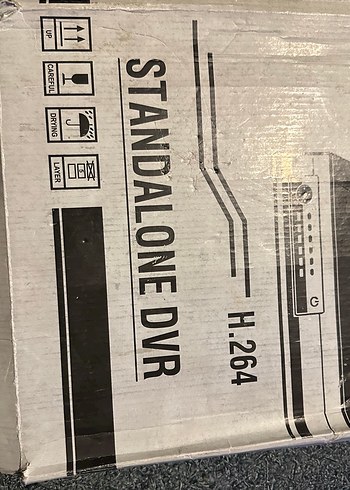 UP
CAREFUL
DRYING
LAYER
STANDALONE DVR
H.264